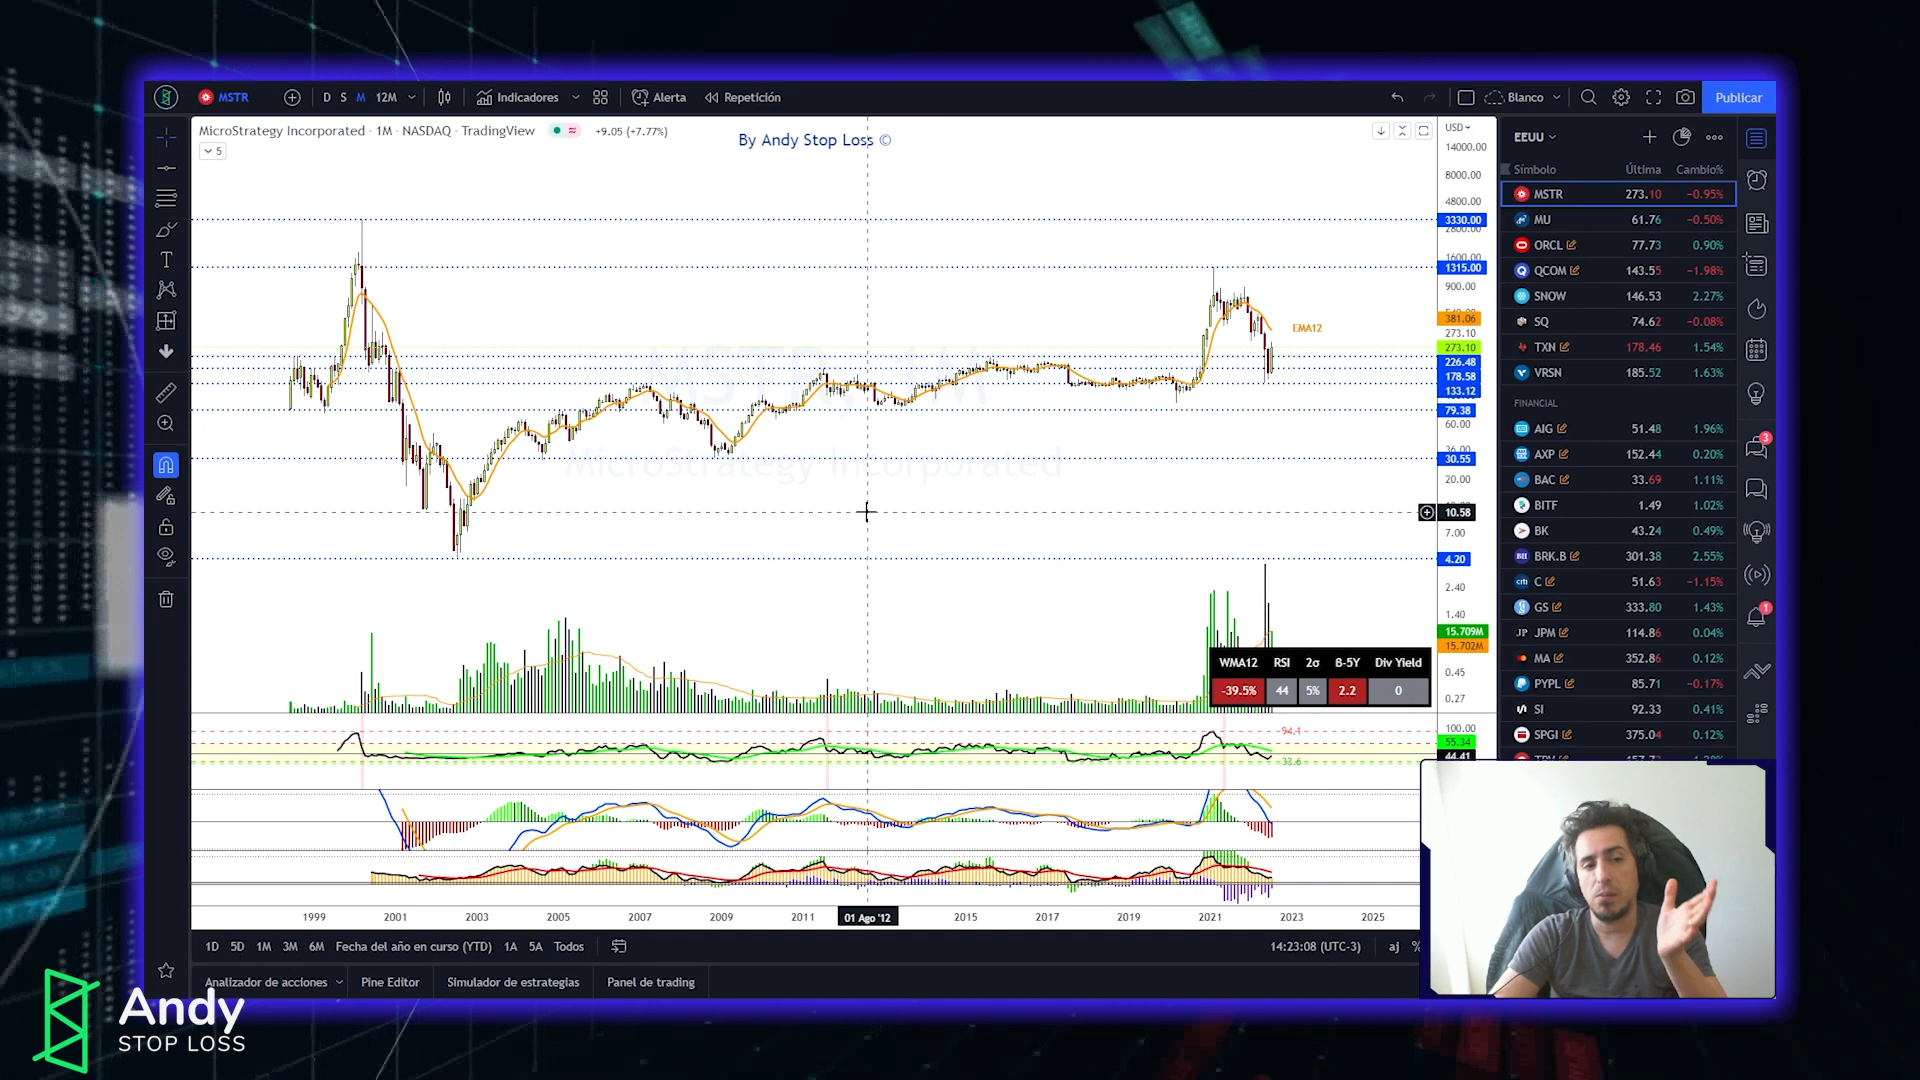 MSTR
D S M 12M
Indicadores
Alerta
Repetición
Blanco
Publicar
MicroStrategy Incorporated · 1M · NASDAQ · TradingView
+9.05 (+7.77%)
5
By Andy Stop Loss ©
USD
14000.00
8000.00
4800.00
3330.00
2800.00
1315.00
900.00
381.06
273.10
273.10
226.48
178.58
133.12
79.38
60.00
30.55
20.00
10.58
7.00
4.20
2.40
1.40
15.709M
15.702M
0.45
0.27
EMA12
MicroStrategy Incorporated
WMA12 RSI 2σ β-5Y Div Yield
-39.5% 44 5% 2.2 0
94.1
33.6
100.00
55.34
44.41
1999 2001 2003 2005 2007 2009 2011 01 Ago '12 2015 2017 2019 2021 2023 2025
1D 5D 1M 3M 6M Fecha del año en curso (YTD) 1A 5A Todos
14:23:08 (UTC-3) aj %
Analizador de acciones
Pine Editor
Simulador de estrategias
Panel de trading
EEUU
Símbolo Última Cambio%
MSTR 273.10 −0.95%
MU 61.76 −0.50%
ORCL 77.73 0.90%
QCOM 143.55 −1.98%
SNOW 146.53 2.27%
SQ 74.62 −0.08%
TXN 178.46 1.54%
VRSN 185.52 1.63%
FINANCIAL
AIG 51.48 1.96%
AXP 152.44 0.20%
BAC 33.69 1.11%
BITF 1.49 1.02%
BK 43.24 0.49%
BRK.B 301.38 2.55%
C 51.63 −1.15%
GS 333.80 1.43%
JPM 114.86 0.04%
MA 352.86 0.12%
PYPL 85.71 −0.17%
SI 92.33 0.41%
SPGI 375.04 0.12%
3
1
Andy
STOP LOSS